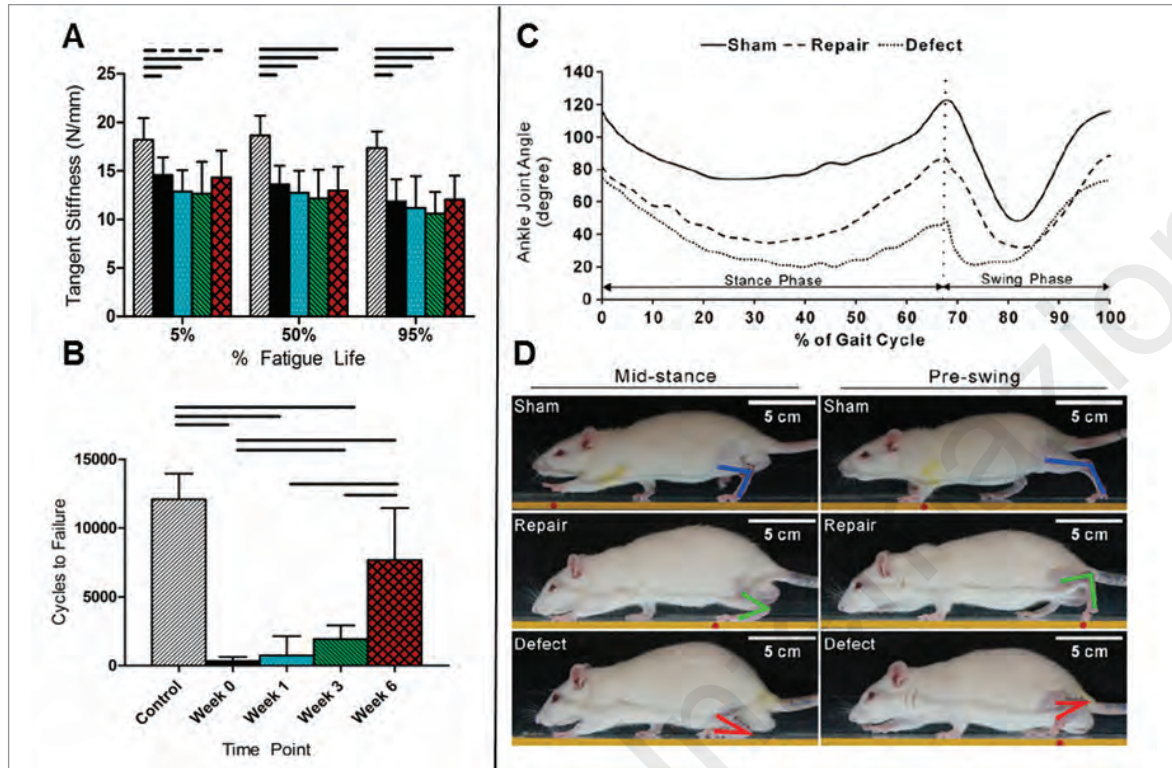 A
25
20
15
10
5
0
Tangent Stiffness (N/mm)
5% 50% 95%
% Fatigue Life
B
15000
10000
5000
0
Cycles to Failure
Control Week 0 Week 1 Week 3 Week 6
Time Point
C
Sham Repair Defect
140
120
100
80
60
40
20
0
Ankle Joint Angle
(degree)
Stance Phase Swing Phase
0 10 20 30 40 50 60 70 80 90 100
% of Gait Cycle
D
Mid-stance Pre-swing
Sham 5 cm Sham 5 cm
Repair 5 cm Repair 5 cm
Defect 5 cm Defect 5 cm